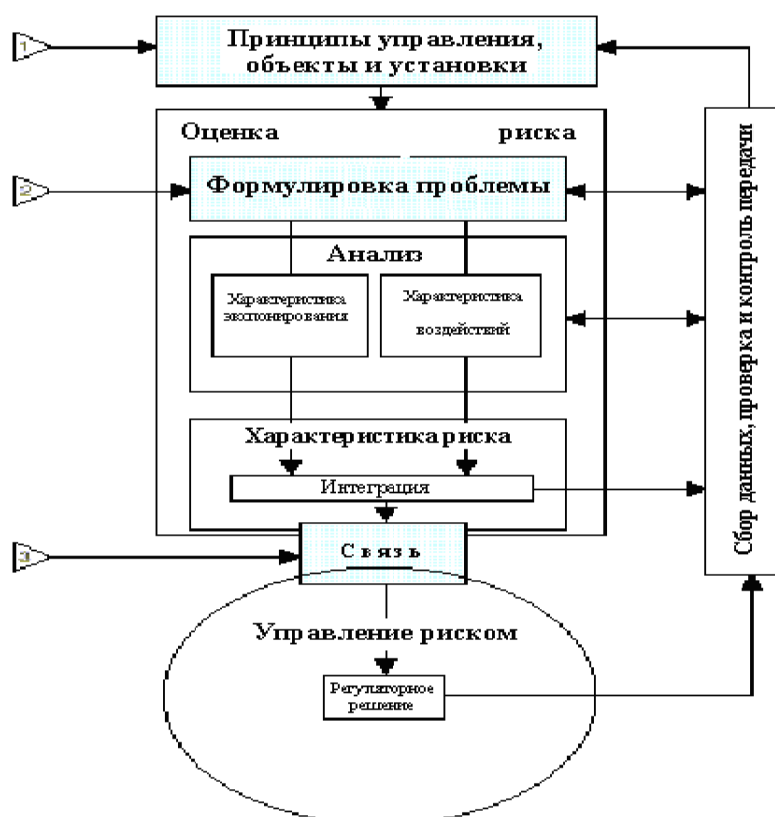 1
Принципы управления,
объекты и установки
Оценка риска
2
Формулировка проблемы
Анализ
Характеристика
экспонирования
Характеристика
воздействий
Характеристика риска
Интеграция
3
Связь
Управление риском
Регуляторное
решение
Сбор данных, проверка и контроль передачи